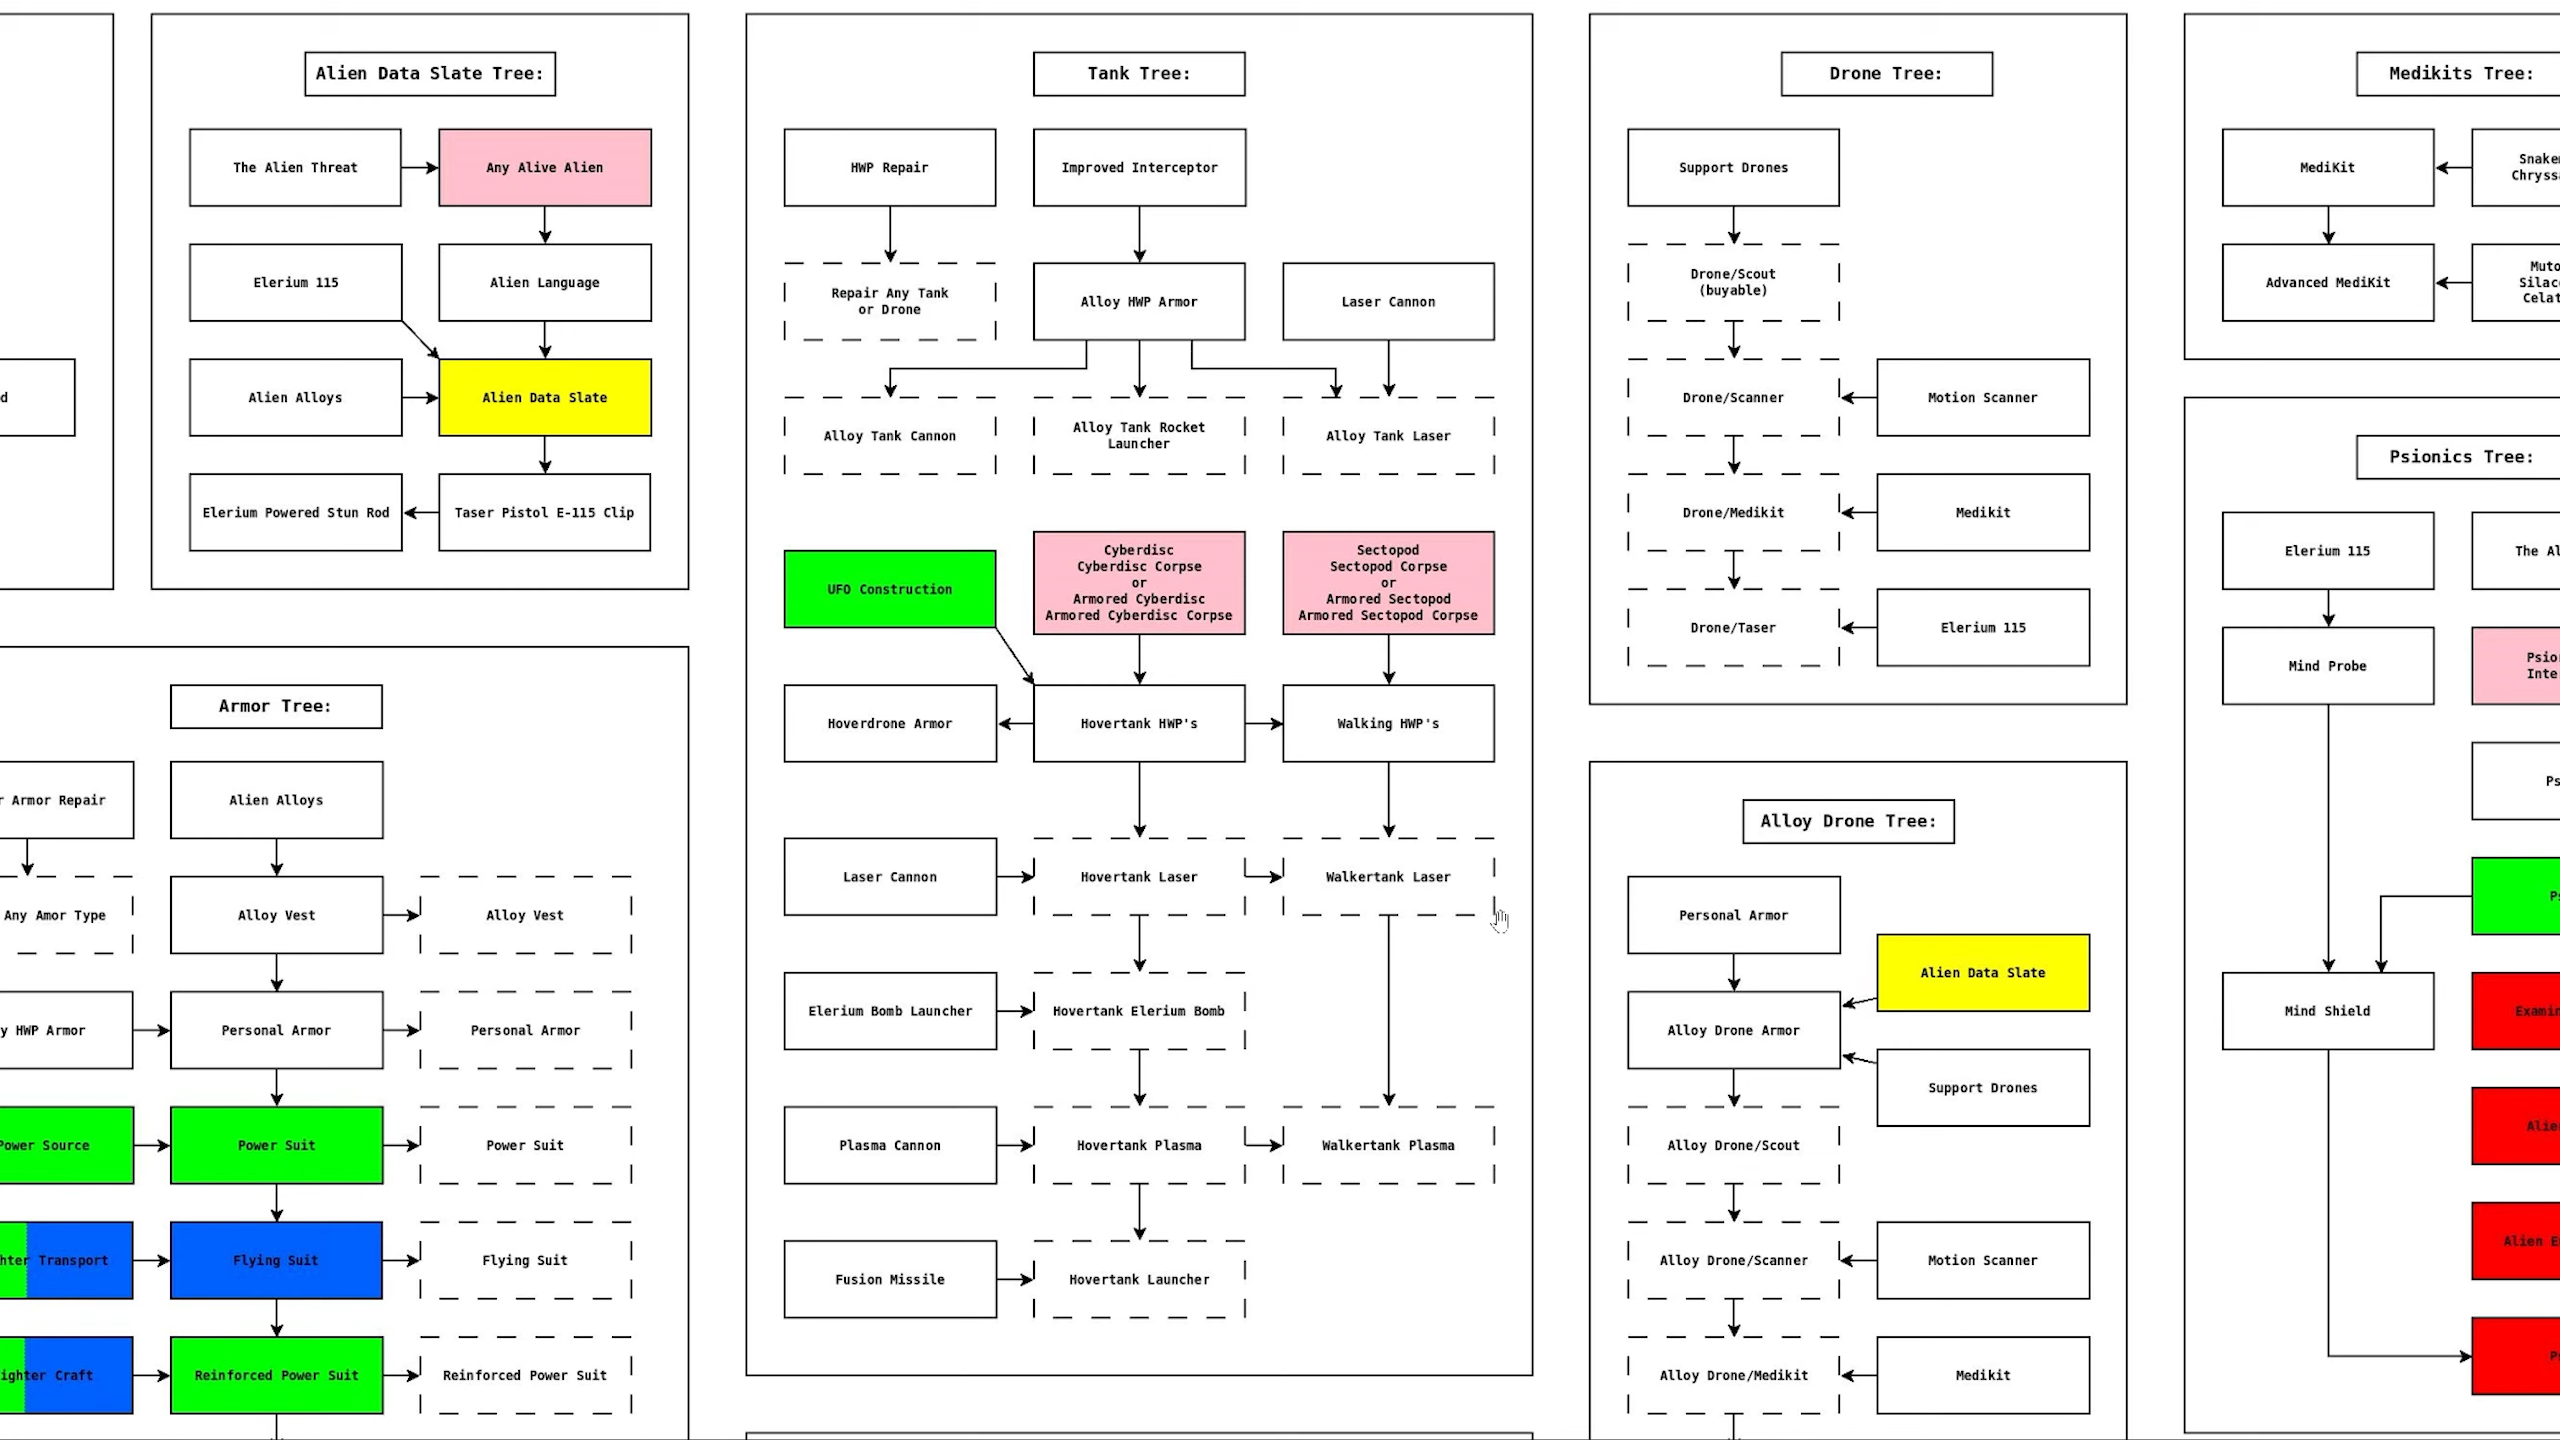 Alien Data Slate Tree:
The Alien Threat
Any Alive Alien
Elerium 115
Alien Language
Alien Alloys
Alien Data Slate
Elerium Powered Stun Rod
Taser Pistol E-115 Clip
Armor Tree:
Armor Repair
Alien Alloys
Any Amor Type
Alloy Vest
Alloy Vest
HWP Armor
Personal Armor
Personal Armor
Power Source
Power Suit
Power Suit
Transport
Flying Suit
Flying Suit
Craft
Reinforced Power Suit
Reinforced Power Suit
Tank Tree:
HWP Repair
Improved Interceptor
Repair Any Tank
or Drone
Alloy HWP Armor
Laser Cannon
Alloy Tank Cannon
Alloy Tank Rocket
Launcher
Alloy Tank Laser
UFO Construction
Cyberdisc
Cyberdisc Corpse
or
Armored Cyberdisc
Armored Cyberdisc Corpse
Sectopod
Sectopod Corpse
or
Armored Sectopod
Armored Sectopod Corpse
Hoverdrone Armor
Hovertank HWP's
Walking HWP's
Laser Cannon
Hovertank Laser
Walkertank Laser
Elerium Bomb Launcher
Hovertank Elerium Bomb
Plasma Cannon
Hovertank Plasma
Walkertank Plasma
Fusion Missile
Hovertank Launcher
Drone Tree:
Support Drones
Drone/Scout
(buyable)
Drone/Scanner
Motion Scanner
Drone/Medikit
Medikit
Drone/Taser
Elerium 115
Alloy Drone Tree:
Personal Armor
Alien Data Slate
Alloy Drone Armor
Support Drones
Alloy Drone/Scout
Alloy Drone/Scanner
Motion Scanner
Alloy Drone/Medikit
Medikit
Medikits Tree:
MediKit
Advanced MediKit
Psionics Tree:
Elerium 115
Mind Probe
Mind Shield